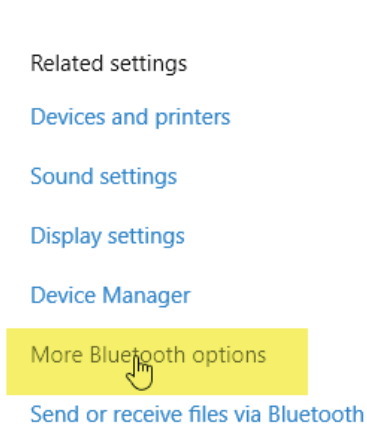 Related settings
Devices and printers
Sound settings
Display settings
Device Manager
More Bluetooth options
Send or receive files via Bluetooth